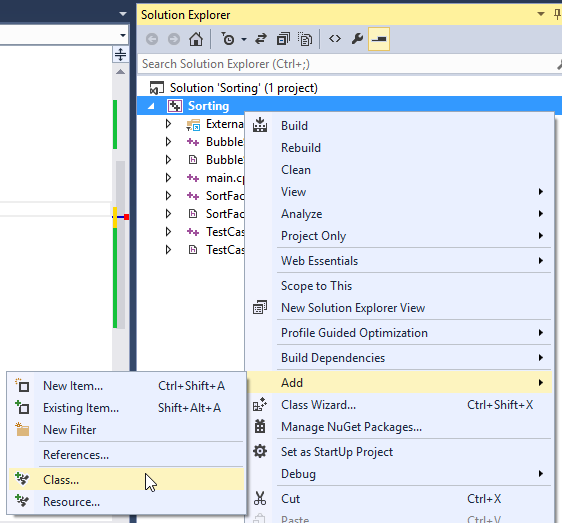 Solution Explorer
Search Solution Explorer (Ctrl+;)
Solution 'Sorting' (1 project)
Sorting
Externa
Bubble
Bubble
main.cp
SortFac
SortFac
TestCas
TestCas
Build
Rebuild
Clean
View
Analyze
Project Only
Web Essentials
Scope to This
New Solution Explorer View
Profile Guided Optimization
Build Dependencies
Add
Class Wizard... Ctrl+Shift+X
Manage NuGet Packages...
Set as StartUp Project
Debug
Cut Ctrl+X
Paste Ctrl+V
New Item... Ctrl+Shift+A
Existing Item... Shift+Alt+A
New Filter
References...
Class...
Resource...